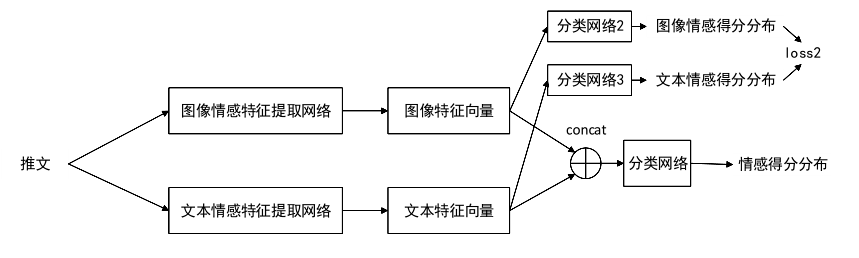 分类网络2
图像情感得分分布
loss2
分类网络3
文本情感得分分布
图像情感特征提取网络
图像特征向量
concat
推文
分类网络
情感得分分布
文本情感特征提取网络
文本特征向量